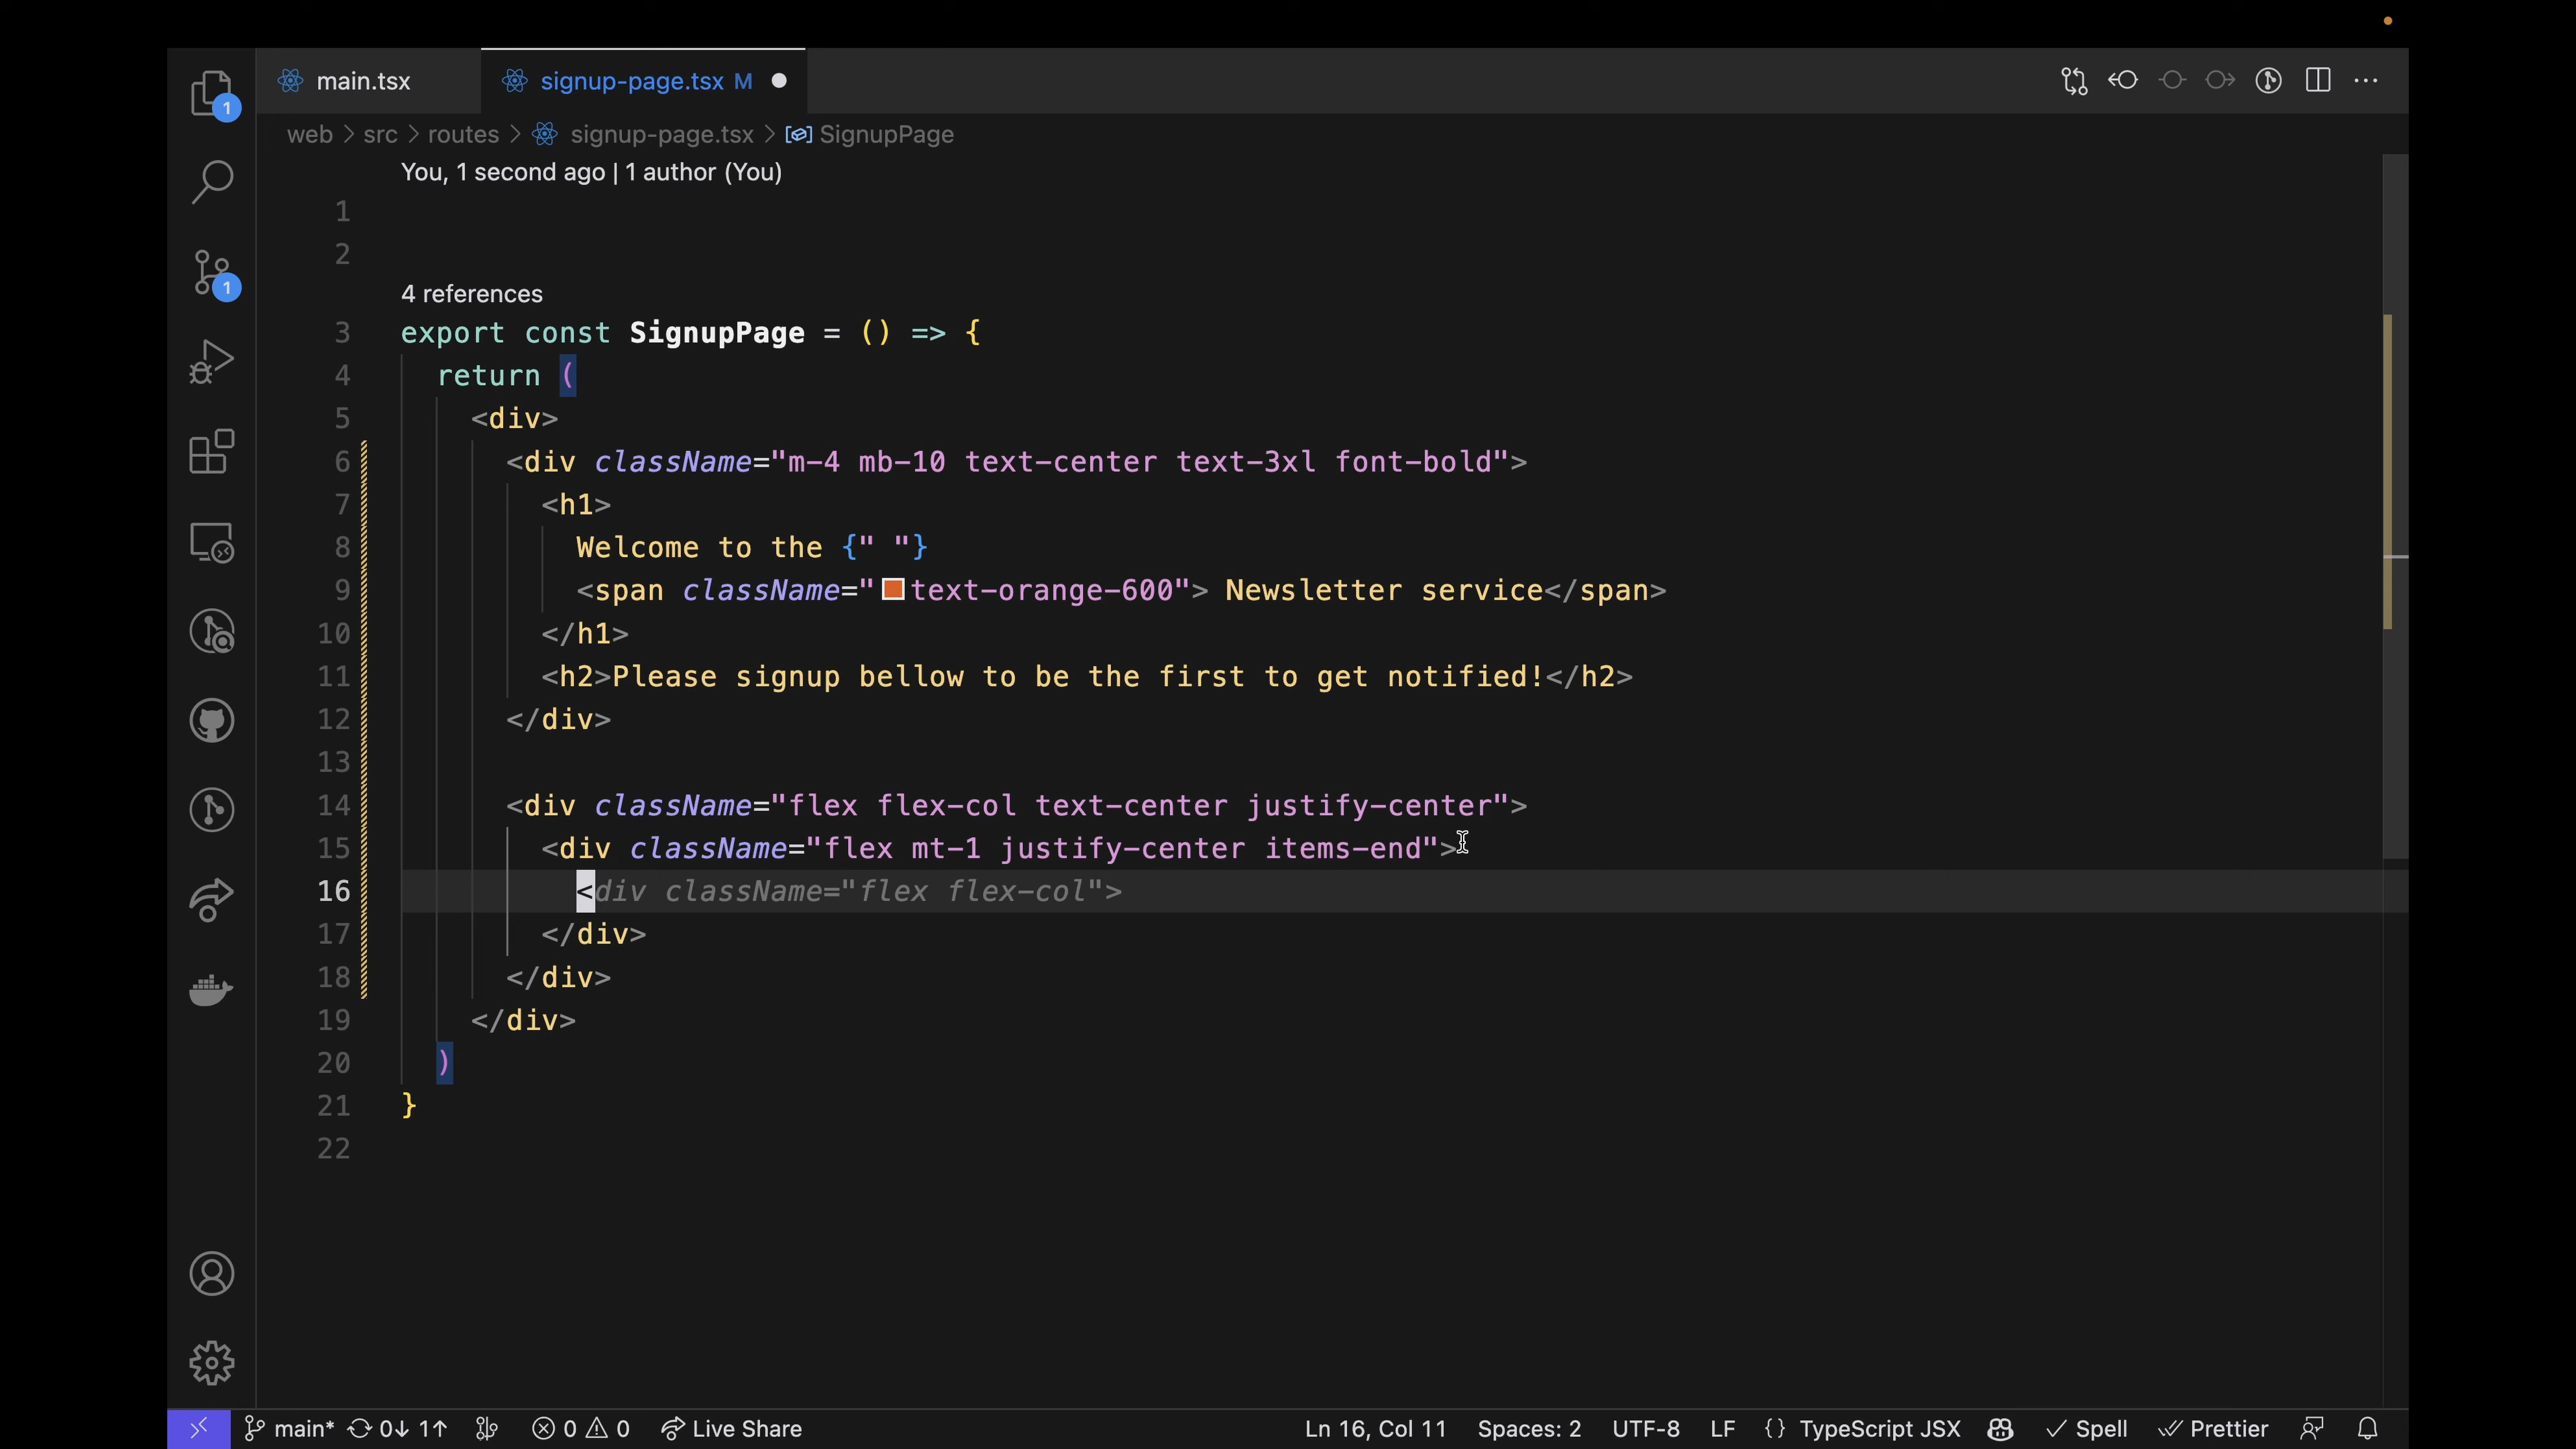 main.tsx
signup-page.tsx M
1
web > src > routes > signup-page.tsx > SignupPage
You, 1 second ago | 1 author (You)
1
2
1
4 references
3 export const SignupPage = () => {
4 return (
5 <div>
6 <div className="m-4 mb-10 text-center text-3xl font-bold">
7 <h1>
8 Welcome to the {" "}
9 <span className="text-orange-600"> Newsletter service</span>
10 </h1>
11 <h2>Please signup bellow to be the first to get notified!</h2>
12 </div>
13
14 <div className="flex flex-col text-center justify-center">
15 <div className="flex mt-1 justify-center items-end">
16 <div className="flex flex-col">
17 </div>
18 </div>
19 </div>
20 )
21 }
22
main* 0↓ 1↑ 0 0 Live Share Ln 16, Col 11 Spaces: 2 UTF-8 LF {} TypeScript JSX Spell Prettier